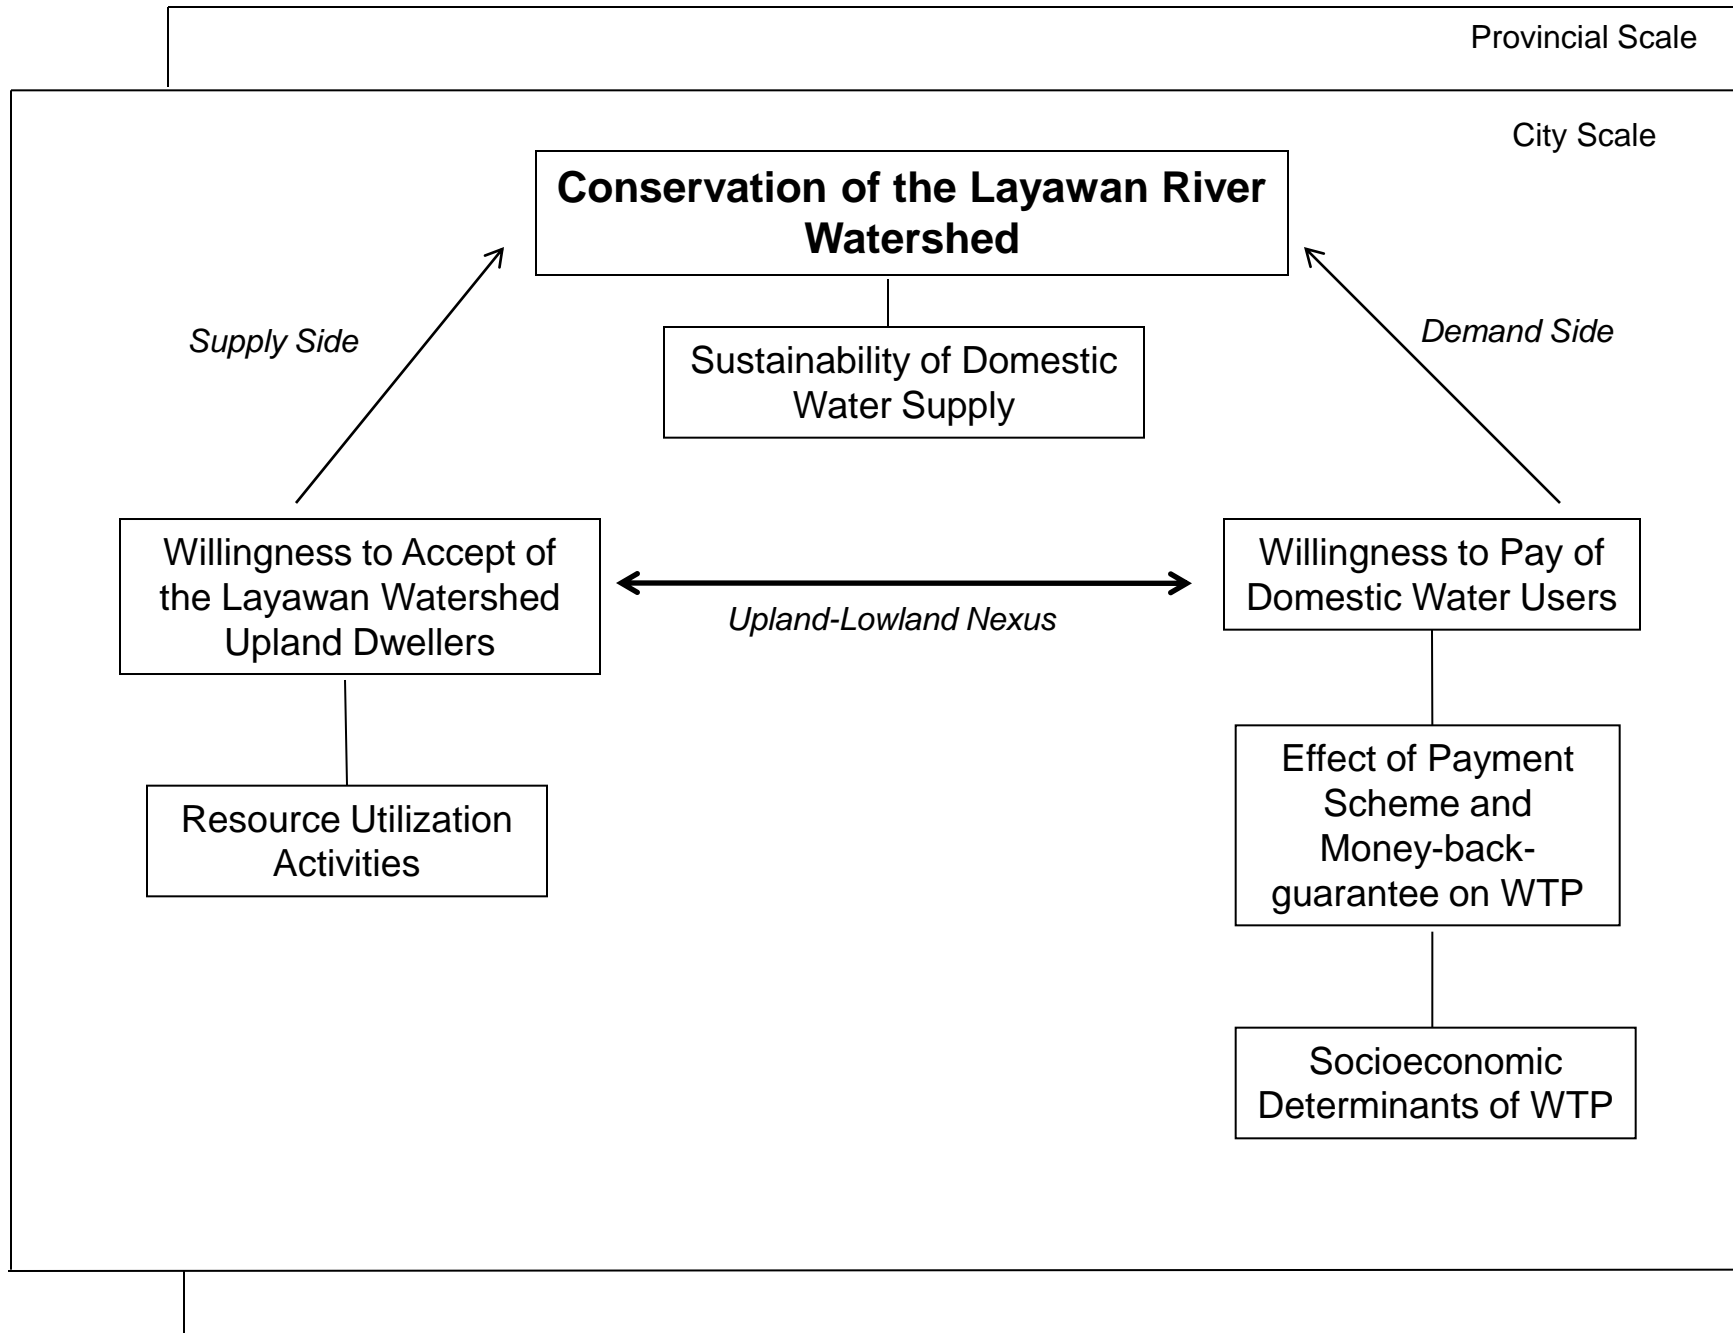 Provincial Scale
City Scale
Conservation of the Layawan River
Watershed
Supply Side
Demand Side
Sustainability of Domestic
Water Supply
Willingness to Accept of
the Layawan Watershed
Upland Dwellers
Upland-Lowland Nexus
Willingness to Pay of
Domestic Water Users
Resource Utilization
Activities
Effect of Payment
Scheme and
Money-back-
guarantee on WTP
Socioeconomic
Determinants of WTP